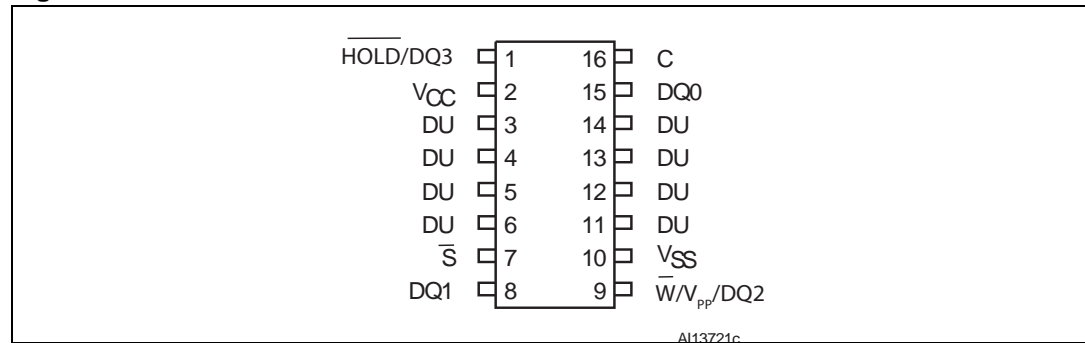 HOLD/DQ3 1 16 C
VCC 2 15 DQ0
DU 3 14 DU
DU 4 13 DU
DU 5 12 DU
DU 6 11 DU
S 7 10 VSS
DQ1 8 9 W/VPP/DQ2
AI13721c